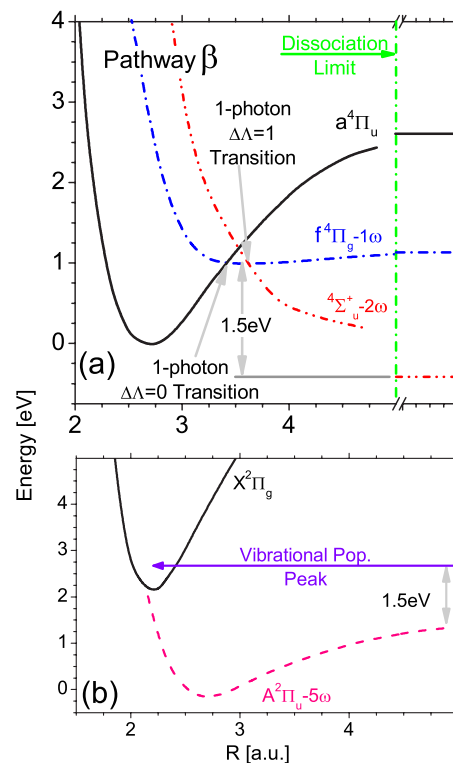 4
3
2
1
0
Pathway β
Dissociation
Limit
1-photon
ΔΛ=1
Transition
a⁴Πᵤ
f⁴Π_g-1ω
⁴Σ⁺ᵤ-2ω
1.5eV
(a)
1-photon
ΔΛ=0 Transition
2
3
4
Energy [eV]
X²Π_g
5
4
3
2
1
0
Vibrational Pop.
Peak
1.5eV
(b)
A²Πᵤ-5ω
2
3
4
R [a.u.]